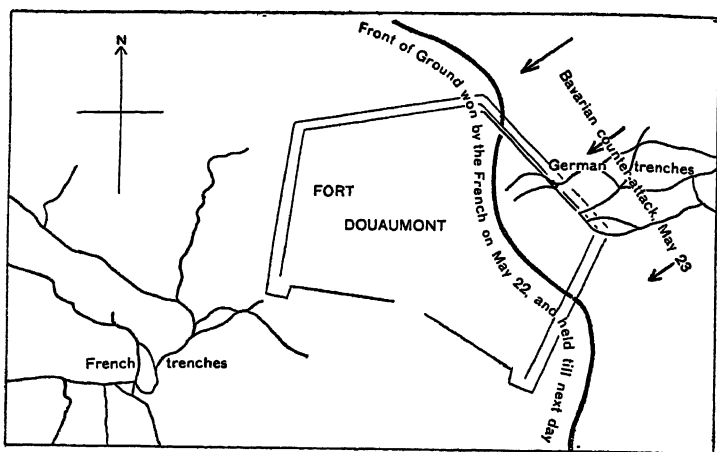 N
Front of Ground won by the French on May 22, and held till next day
Bavarian counter-attack, May 23
German trenches
FORT
DOUAUMONT
French trenches